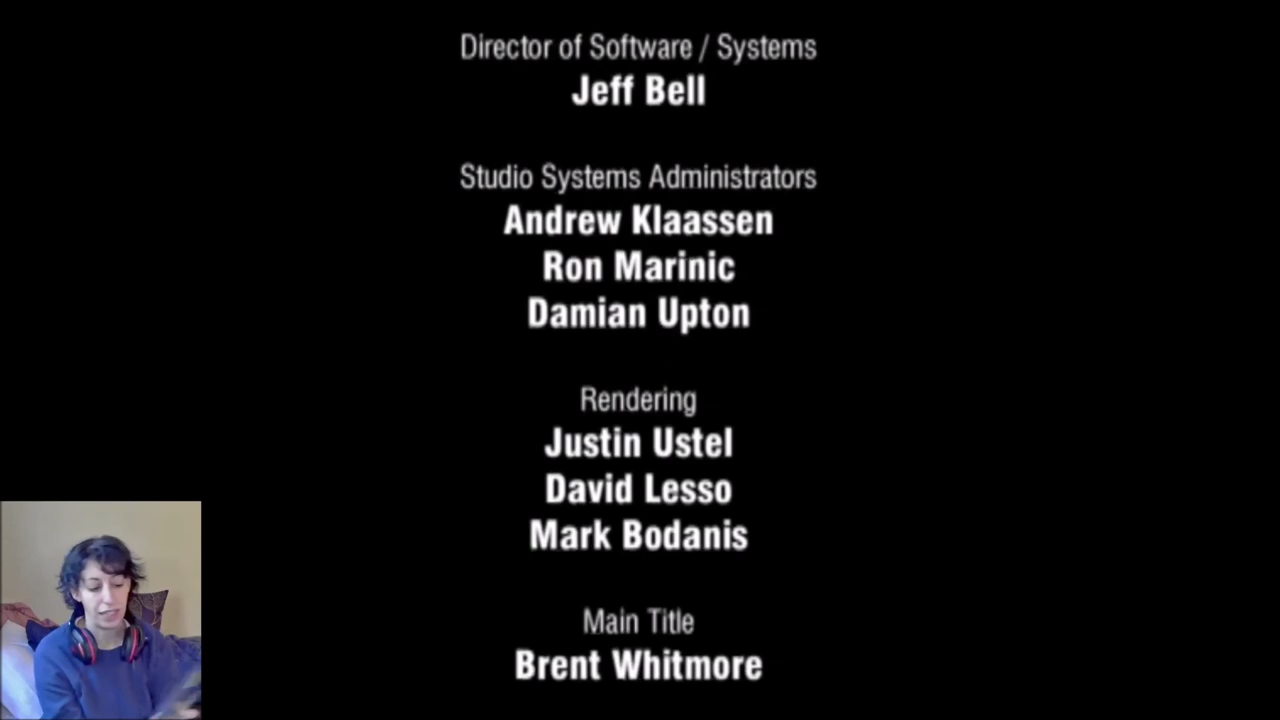 Director of Software / Systems
Jeff Bell
Studio Systems Administrators
Andrew Klaassen
Ron Marinic
Damian Upton
Rendering
Justin Ustel
David Lesso
Mark Bodanis
Main Title
Brent Whitmore